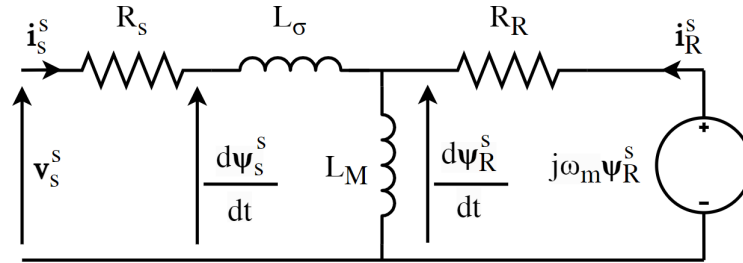 i_s^s R_s L_σ R_R i_R^s
v_s^s dψ_s^s/dt L_M dψ_R^s/dt + jω_mψ_R^s -